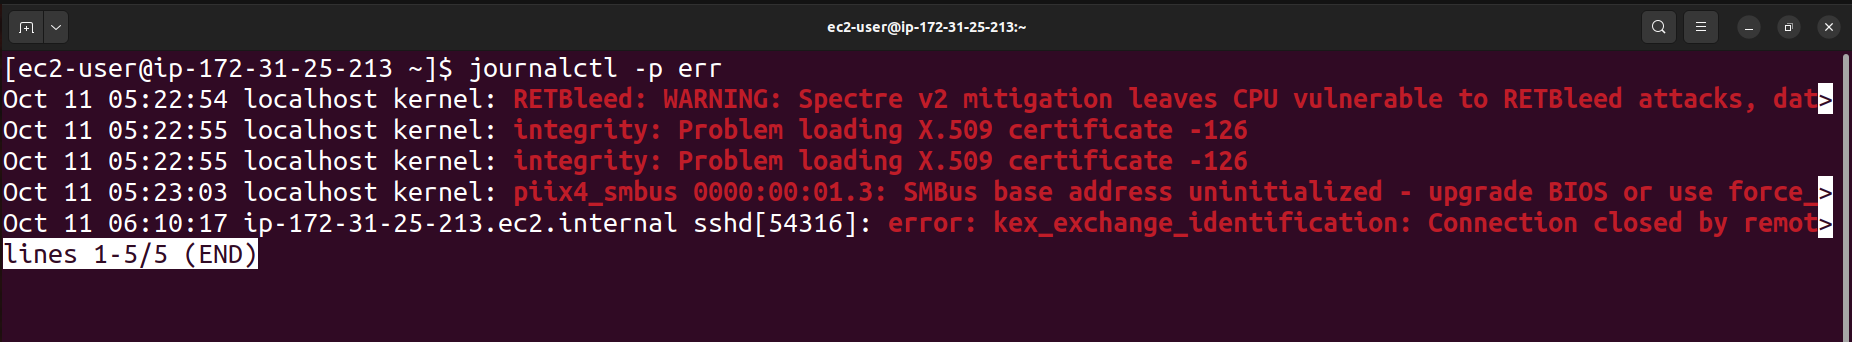 ec2-user@ip-172-31-25-213:~
[ec2-user@ip-172-31-25-213 ~]$ journalctl -p err
Oct 11 05:22:54 localhost kernel: RETBleed: WARNING: Spectre v2 mitigation leaves CPU vulnerable to RETBleed attacks, dat>
Oct 11 05:22:55 localhost kernel: integrity: Problem loading X.509 certificate -126
Oct 11 05:22:55 localhost kernel: integrity: Problem loading X.509 certificate -126
Oct 11 05:23:03 localhost kernel: piix4_smbus 0000:00:01.3: SMBus base address uninitialized - upgrade BIOS or use force_>
Oct 11 06:10:17 ip-172-31-25-213.ec2.internal sshd[54316]: error: kex_exchange_identification: Connection closed by remot>
lines 1-5/5 (END)